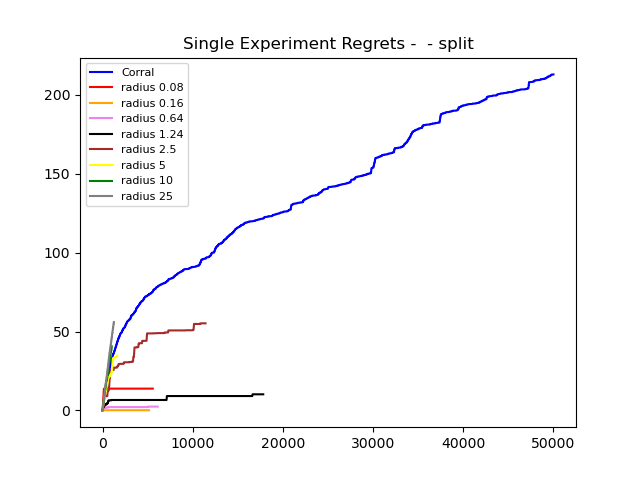 Single Experiment Regrets -  - split
Corral
radius 0.08
radius 0.16
radius 0.64
radius 1.24
radius 2.5
radius 5
radius 10
radius 25
200
150
100
50
0
0 10000 20000 30000 40000 50000